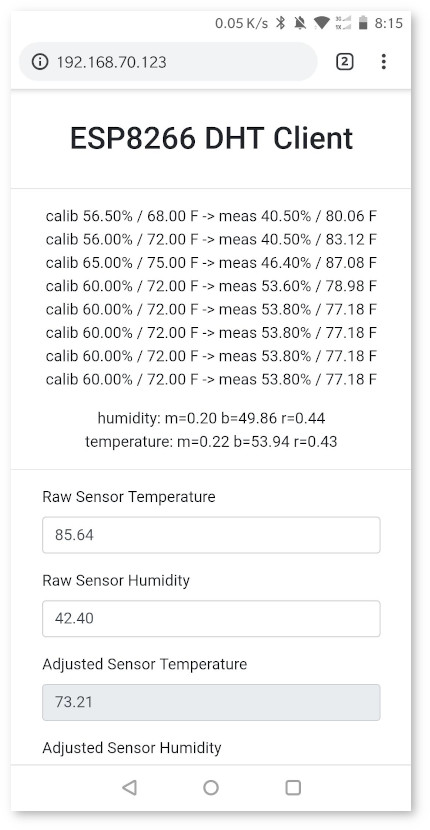 0.05 K/s 8:15
192.168.70.123 2
ESP8266 DHT Client
calib 56.50% / 68.00 F -> meas 40.50% / 80.06 F
calib 56.00% / 72.00 F -> meas 40.50% / 83.12 F
calib 65.00% / 75.00 F -> meas 46.40% / 87.08 F
calib 60.00% / 72.00 F -> meas 53.60% / 78.98 F
calib 60.00% / 72.00 F -> meas 53.80% / 77.18 F
calib 60.00% / 72.00 F -> meas 53.80% / 77.18 F
calib 60.00% / 72.00 F -> meas 53.80% / 77.18 F
calib 60.00% / 72.00 F -> meas 53.80% / 77.18 F
humidity: m=0.20 b=49.86 r=0.44
temperature: m=0.22 b=53.94 r=0.43
Raw Sensor Temperature
85.64
Raw Sensor Humidity
42.40
Adjusted Sensor Temperature
73.21
Adjusted Sensor Humidity